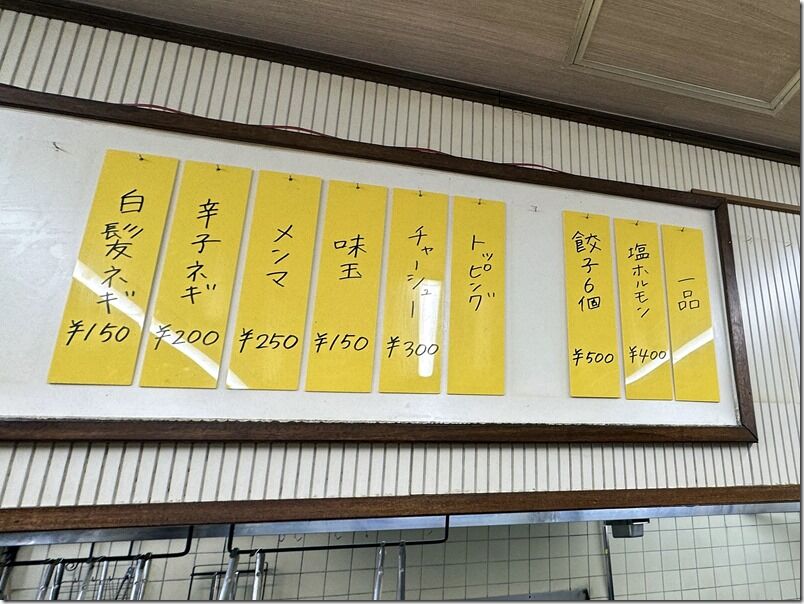 一品
塩ホルモン
¥400
餃子6個
¥500
トッピング
チャーシュー
¥300
味玉
¥150
メンマ
¥250
辛子ネギ
¥200
白髪ネギ
¥150